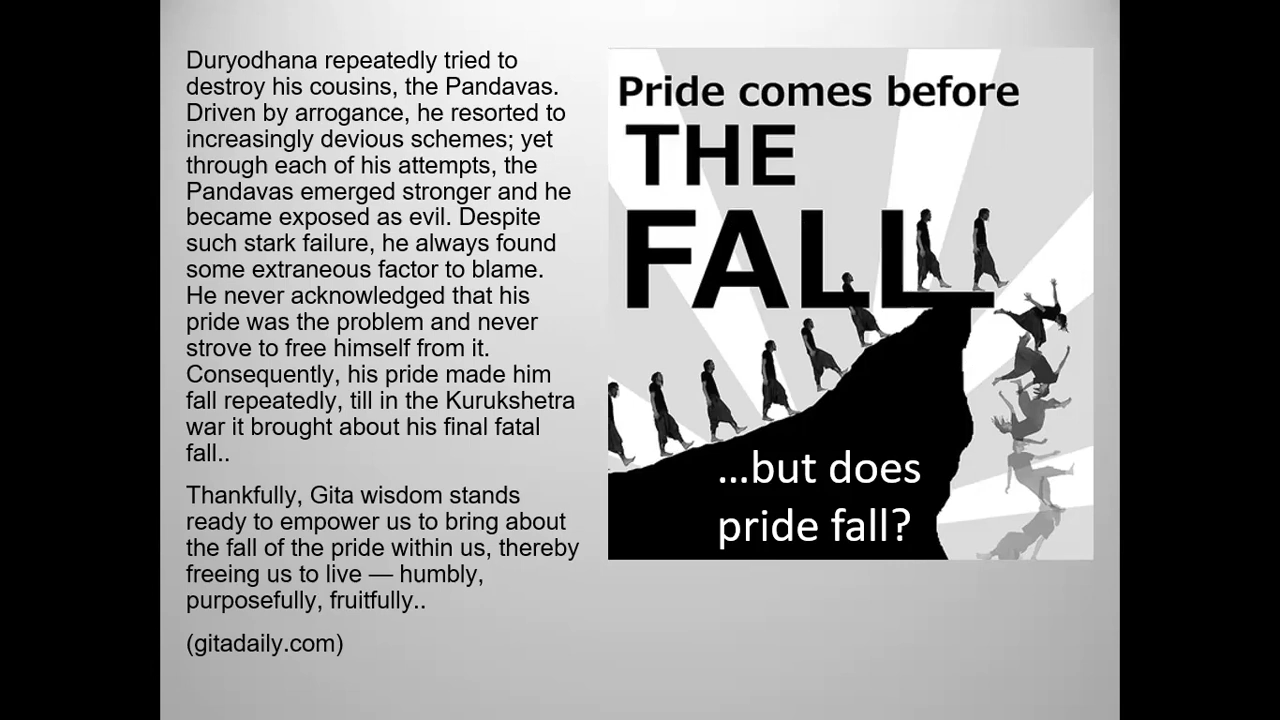 Duryodhana repeatedly tried to
destroy his cousins, the Pandavas.
Driven by arrogance, he resorted to
increasingly devious schemes; yet
through each of his attempts, the
Pandavas emerged stronger and he
became exposed as evil. Despite
such stark failure, he always found
some extraneous factor to blame.
He never acknowledged that his
pride was the problem and never
strove to free himself from it.
Consequently, his pride made him
fall repeatedly, till in the Kurukshetra
war it brought about his final fatal
fall..
Thankfully, Gita wisdom stands
ready to empower us to bring about
the fall of the pride within us, thereby
freeing us to live — humbly,
purposefully, fruitfully..
(gitadaily.com)
Pride comes before
THE
FALL
...but does
pride fall?